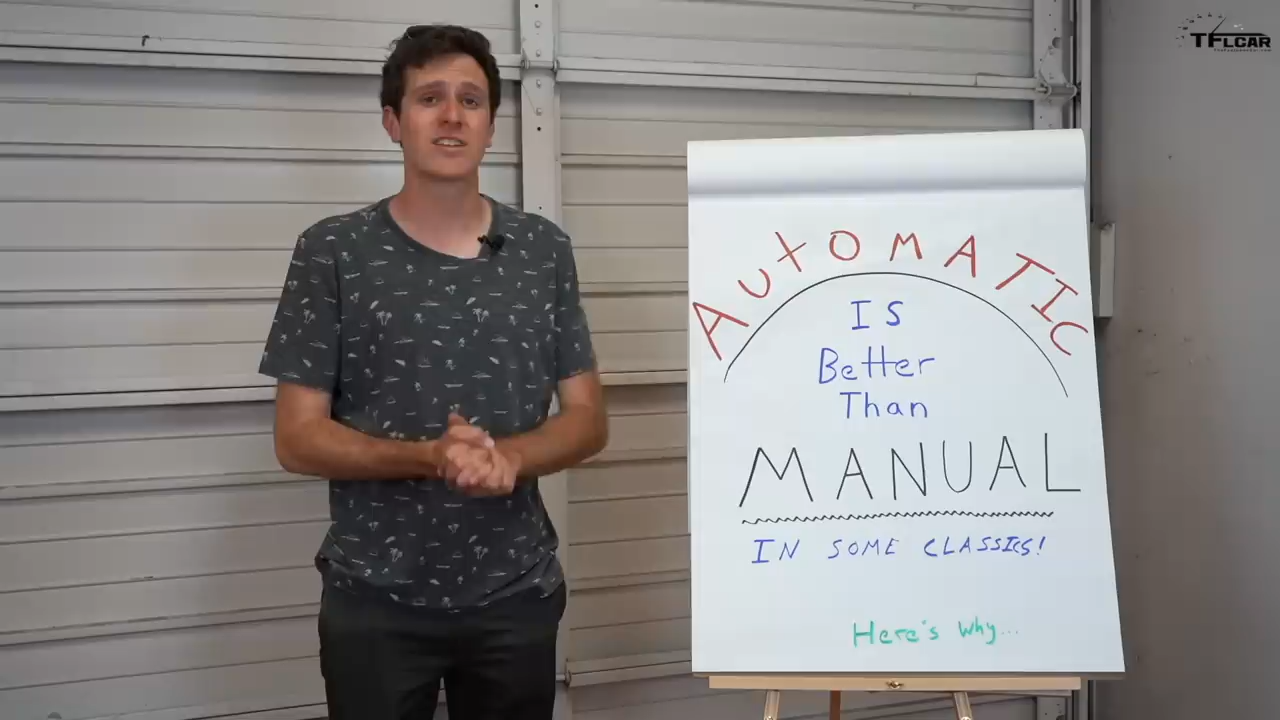 TFLCAR
AUTOMATIC
IS
Better
Than
MANUAL
IN SOME CLASSICS!
Here's Why...